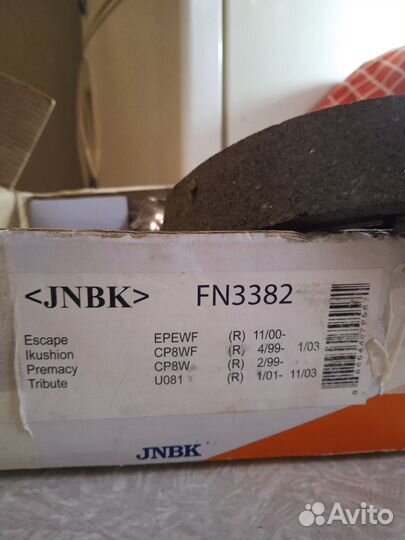 <JNBK> FN3382
Escape EPEWF (R) 11/00-
Ikushion CP8WF (R) 4/99- 1/03
Premacy CP8W (R) 2/99-
Tribute U081 (R) 1/01- 11/03
JNBK
Avito